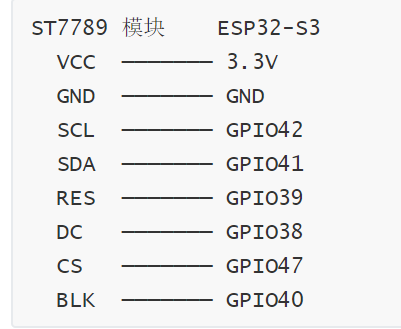 ST7789 模块 ESP32-S3
VCC ——————— 3.3V
GND ——————— GND
SCL ——————— GPIO42
SDA ——————— GPIO41
RES ——————— GPIO39
DC ——————— GPIO38
CS ——————— GPIO47
BLK ——————— GPIO40